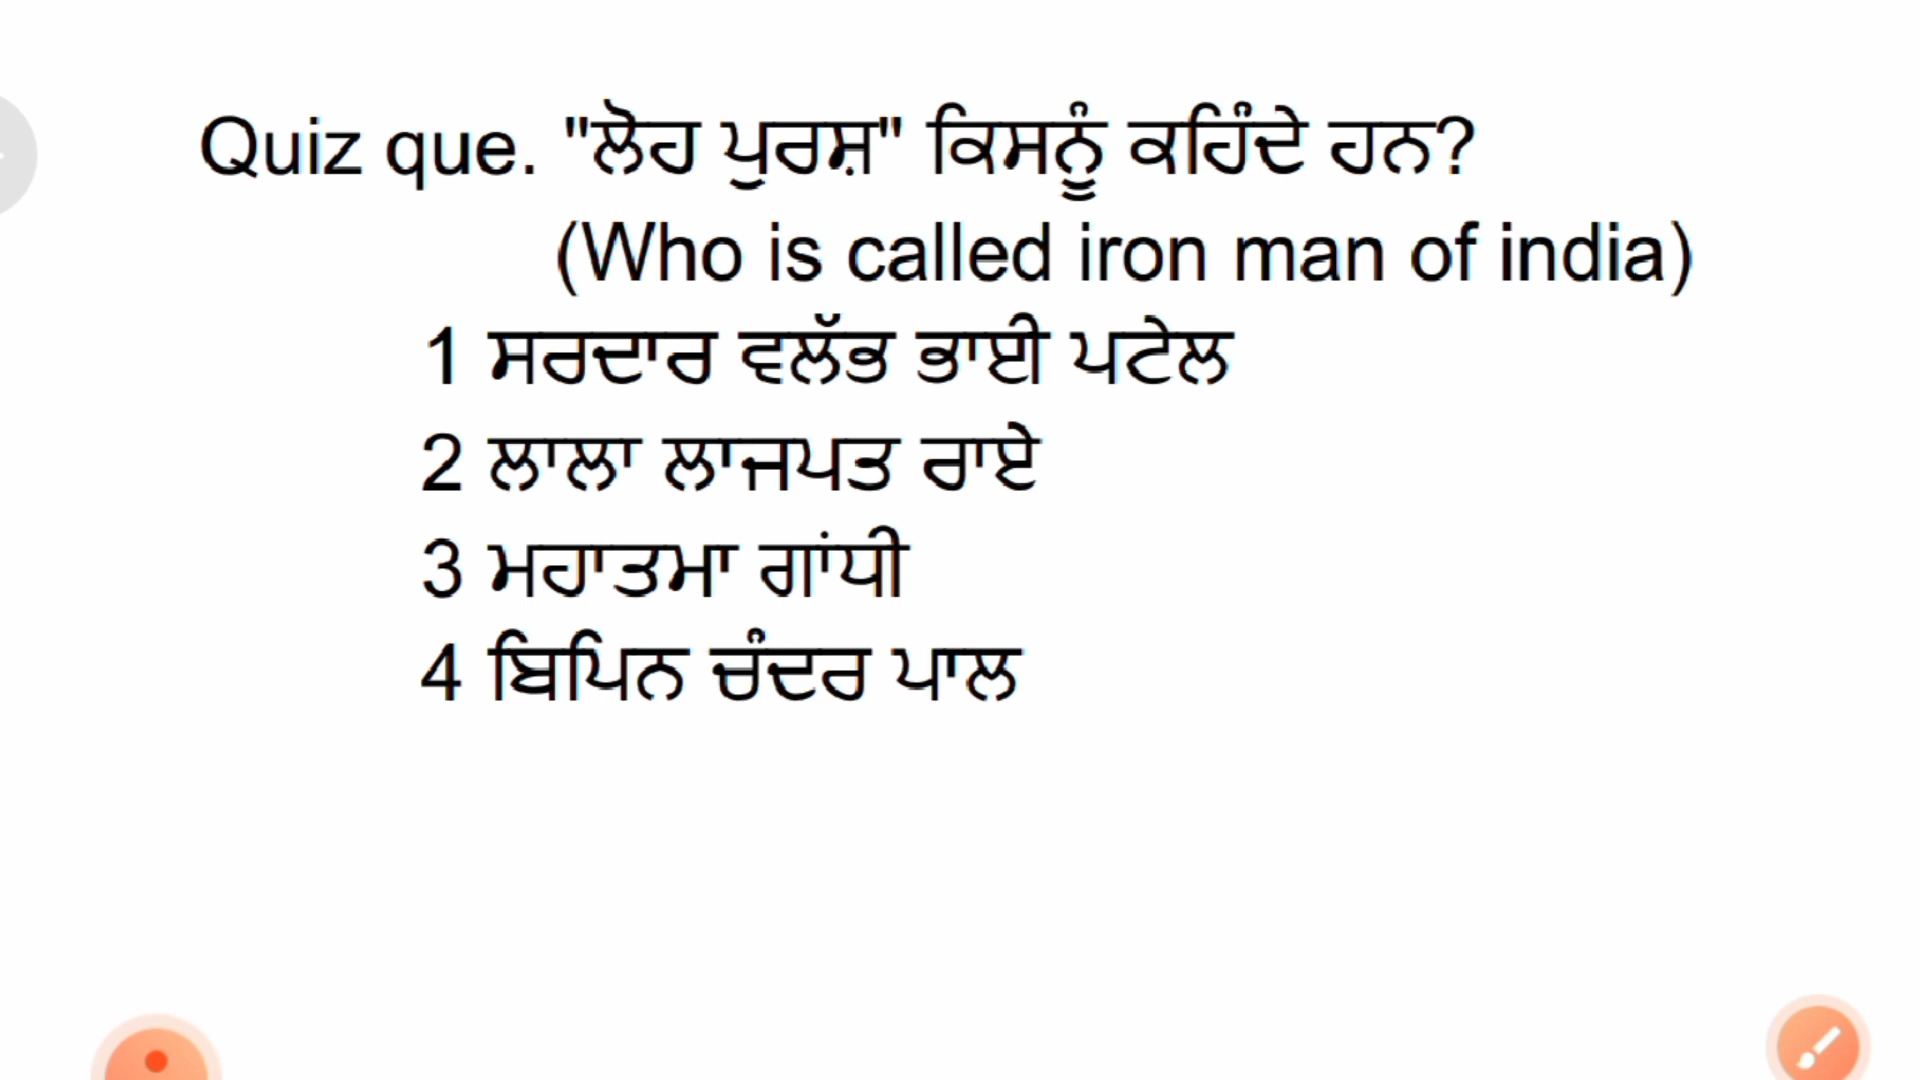 Quiz que. "ਲੋਹ ਪੁਰਸ਼" ਕਿਸਨੂੰ ਕਹਿੰਦੇ ਹਨ?
(Who is called iron man of india)
1 ਸਰਦਾਰ ਵਲੱਭ ਭਾਈ ਪਟੇਲ
2 ਲਾਲਾ ਲਾਜਪਤ ਰਾਏ
3 ਮਹਾਤਮਾ ਗਾਂਧੀ
4 ਬਿਪਿਨ ਚੰਦਰ ਪਾਲ